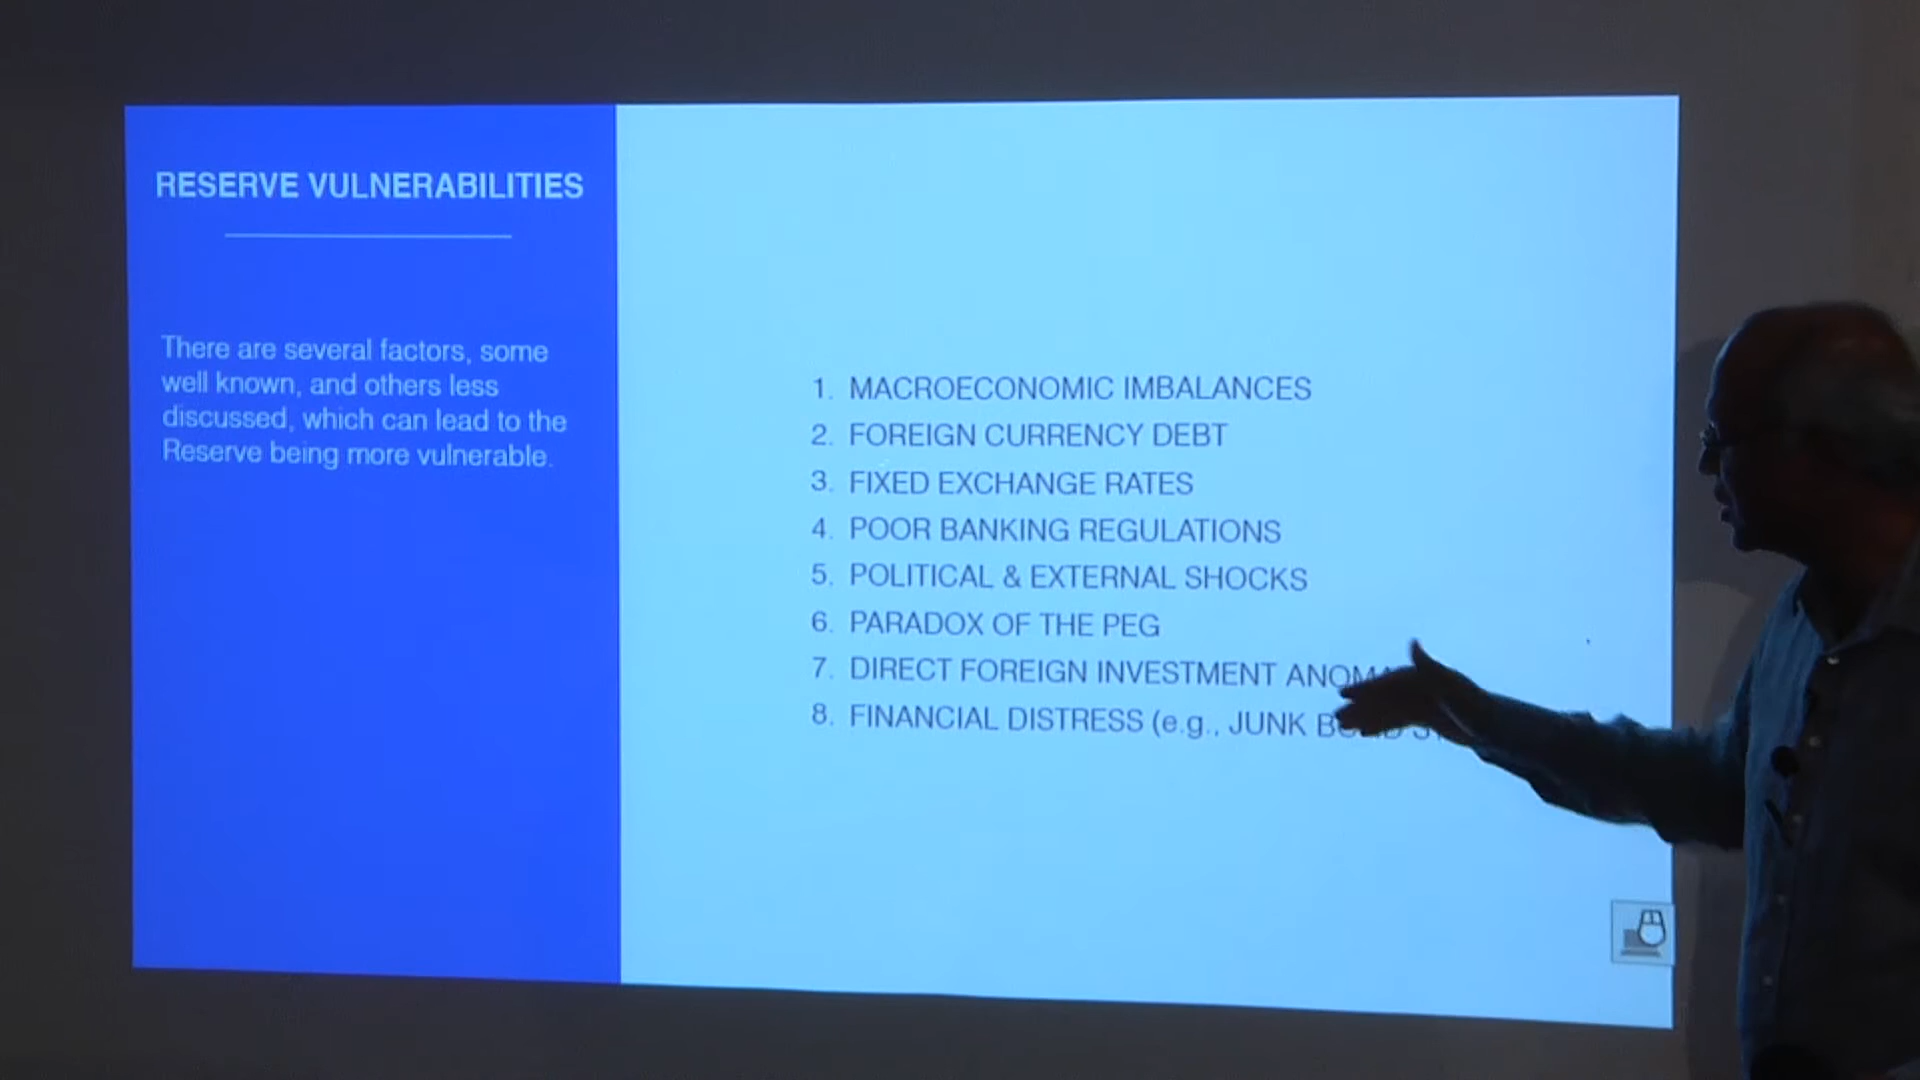 RESERVE VULNERABILITIES
There are several factors, some
well known, and others less
discussed, which can lead to the
Reserve being more vulnerable.
1. MACROECONOMIC IMBALANCES
2. FOREIGN CURRENCY DEBT
3. FIXED EXCHANGE RATES
4. POOR BANKING REGULATIONS
5. POLITICAL & EXTERNAL SHOCKS
6. PARADOX OF THE PEG
7. DIRECT FOREIGN INVESTMENT
8. FINANCIAL DISTRESS (e.g., JUNK